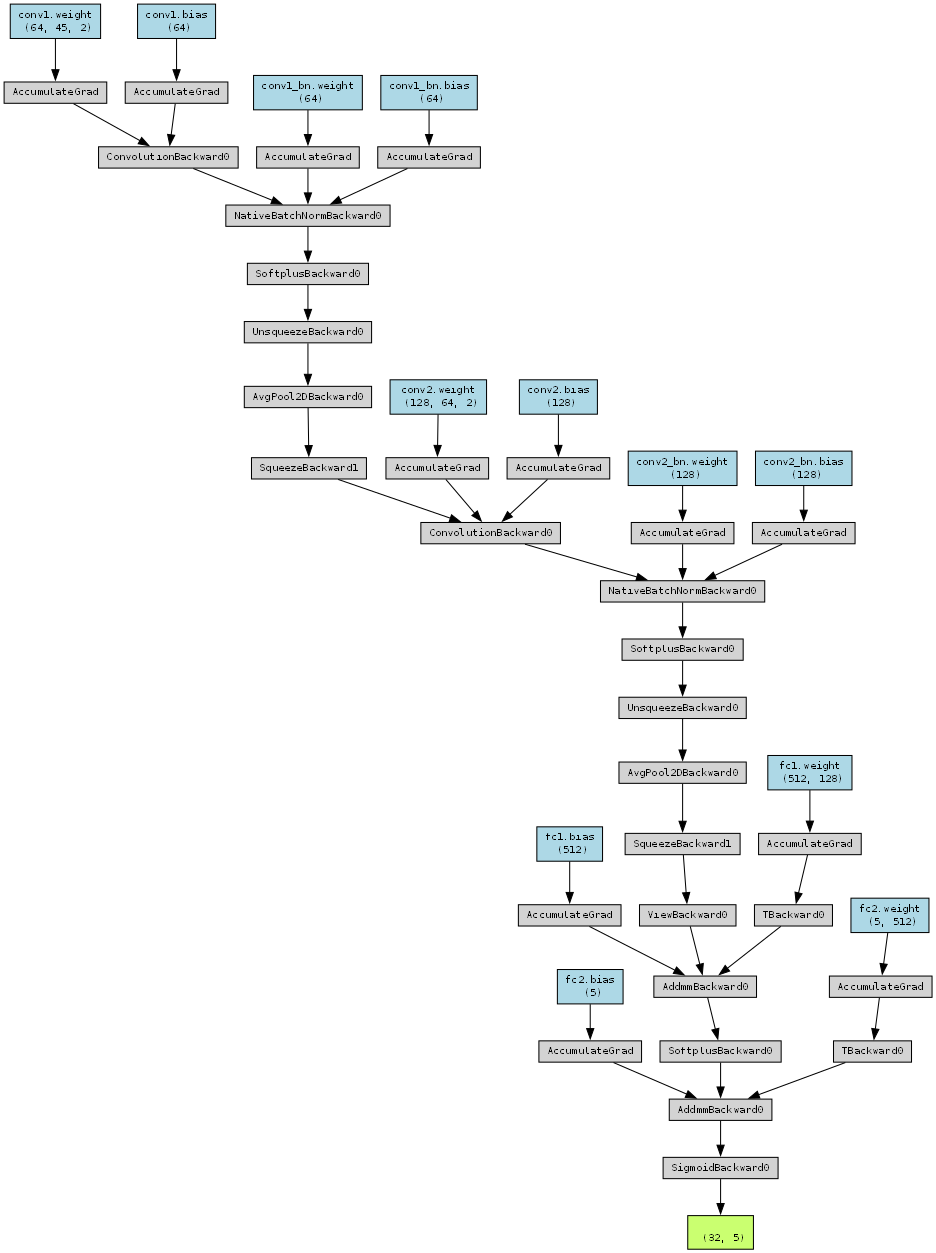 conv1.weight
(64, 45, 2)
conv1.bias
(64)
AccumulateGrad
AccumulateGrad
conv1_bn.weight
(64)
conv1_bn.bias
(64)
ConvolutionBackward0
AccumulateGrad
AccumulateGrad
NativeBatchNormBackward0
SoftplusBackward0
UnsqueezeBackward0
AvgPool2DBackward0
conv2.weight
(128, 64, 2)
conv2.bias
(128)
SqueezeBackward1
AccumulateGrad
AccumulateGrad
conv2_bn.weight
(128)
conv2_bn.bias
(128)
ConvolutionBackward0
AccumulateGrad
AccumulateGrad
NativeBatchNormBackward0
SoftplusBackward0
UnsqueezeBackward0
AvgPool2DBackward0
fc1.weight
(512, 128)
fc1.bias
(512)
SqueezeBackward1
AccumulateGrad
AccumulateGrad
ViewBackward0
TBackward0
fc2.weight
(5, 512)
fc2.bias
(5)
AddmmBackward0
AccumulateGrad
AccumulateGrad
SoftplusBackward0
TBackward0
AddmmBackward0
SigmoidBackward0
(32, 5)